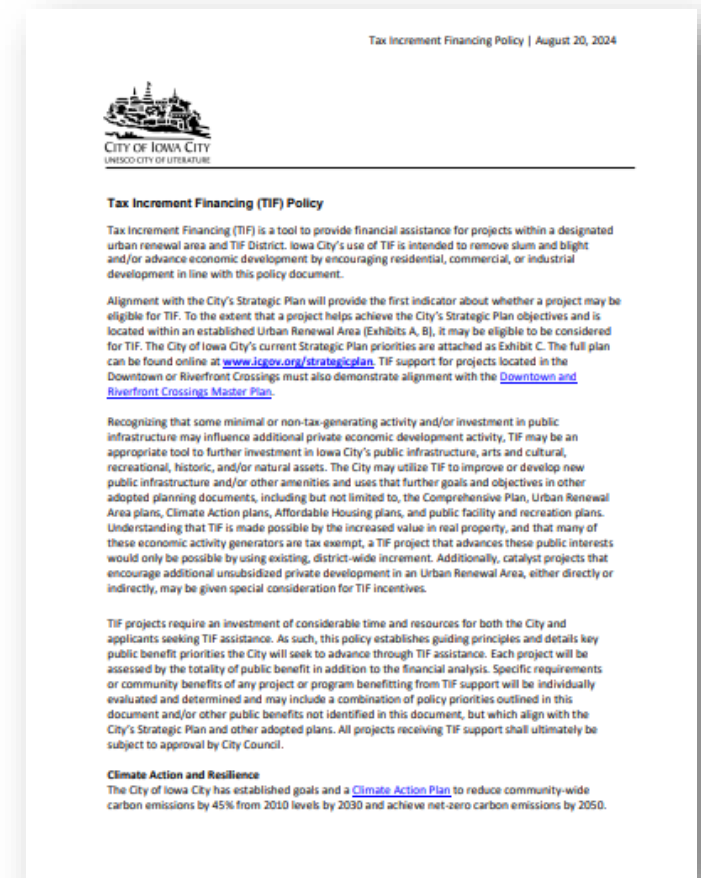 Tax Increment Financing Policy | August 20, 2024
CITY OF IOWA CITY
UNESCO CITY OF LITERATURE
Tax Increment Financing (TIF) Policy
Tax Increment Financing (TIF) is a tool to provide financial assistance for projects within a designated
urban renewal area and TIF District. Iowa City's use of TIF is intended to remove slum and blight
and/or advance economic development by encouraging residential, commercial, or industrial
development in line with this policy document.
Alignment with the City's Strategic Plan will provide the first indicator about whether a project may be
eligible for TIF. To the extent that a project helps achieve the City's Strategic Plan objectives and is
located within an established Urban Renewal Area (Exhibits A, B), it may be eligible to be considered
for TIF. The City of Iowa City's current Strategic Plan priorities are attached as Exhibit C. The full plan
can be found online at www.icgov.org/strategicplan. TIF support for projects located in the
Downtown or Riverfront Crossings must also demonstrate alignment with the Downtown and
Riverfront Crossings Master Plan.
Recognizing that some minimal or non-tax-generating activity and/or investment in public
infrastructure may influence additional private economic development activity, TIF may be an
appropriate tool to further investment in Iowa City's public infrastructure, arts and cultural,
recreational, historic, and/or natural assets. The City may utilize TIF to improve or develop new
public infrastructure and/or other amenities and uses that further goals and objectives in other
adopted planning documents, including but not limited to, the Comprehensive Plan, Urban Renewal
Area plans, Climate Action plans, Affordable Housing plans, and public facility and recreation plans.
Understanding that TIF is made possible by the increased value in real property, and that many of
these economic activity generators are tax exempt, a TIF project that advances these public interests
would only be possible by using existing, district-wide increment. Additionally, catalyst projects that
encourage additional unsubsidized private development in an Urban Renewal Area, either directly or
indirectly, may be given special consideration for TIF incentives.
TIF projects require an investment of considerable time and resources for both the City and
applicants seeking TIF assistance. As such, this policy establishes guiding principles and details key
public benefit priorities the City will seek to advance through TIF assistance. Each project will be
assessed by the totality of public benefit in addition to the financial analysis. Specific requirements
or community benefits of any project or program benefitting from TIF support will be individually
evaluated and determined and may include a combination of policy priorities outlined in this
document and/or other public benefits not identified in this document, but which align with the
City's Strategic Plan and other adopted plans. All projects receiving TIF support shall ultimately be
subject to approval by City Council.
Climate Action and Resilience
The City of Iowa City has established goals and a Climate Action Plan to reduce community-wide
carbon emissions by 45% from 2010 levels by 2030 and achieve net-zero carbon emissions by 2050.